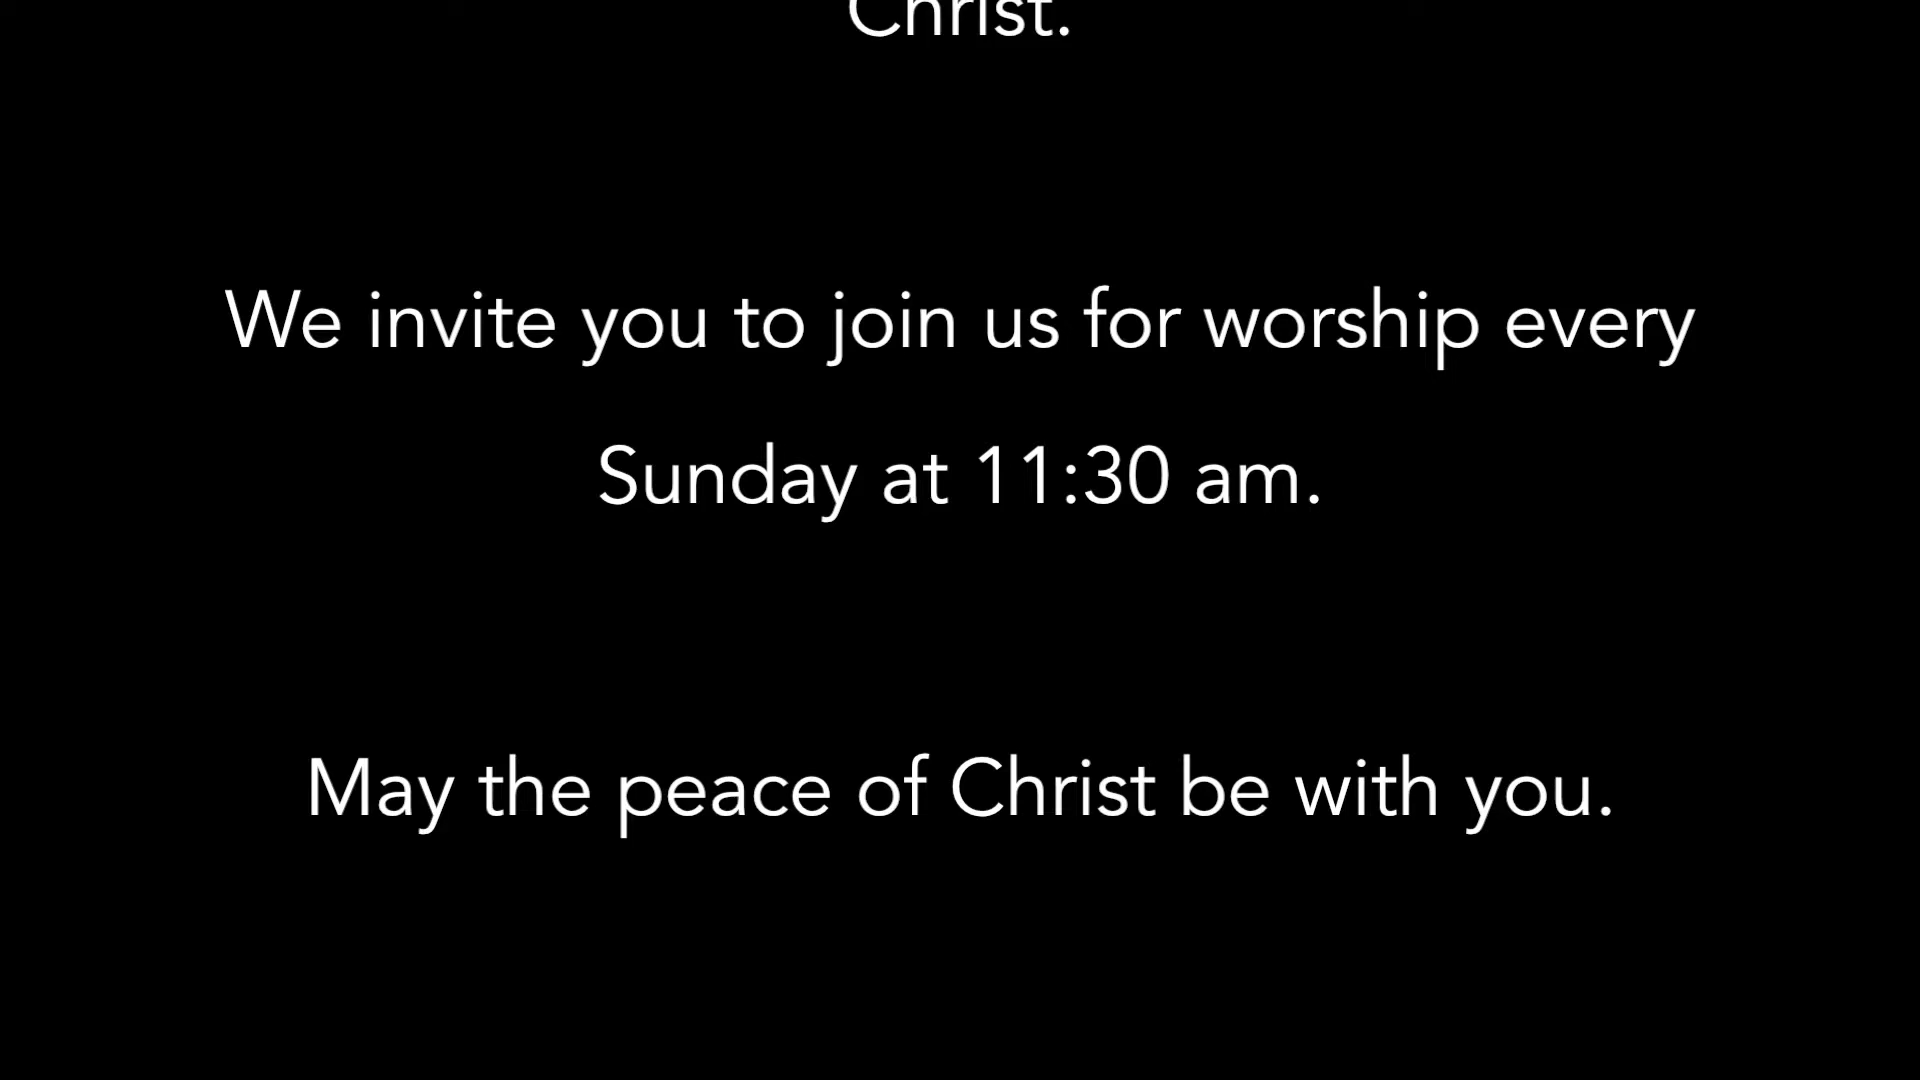 Christ.
We invite you to join us for worship every
Sunday at 11:30 am.
May the peace of Christ be with you.